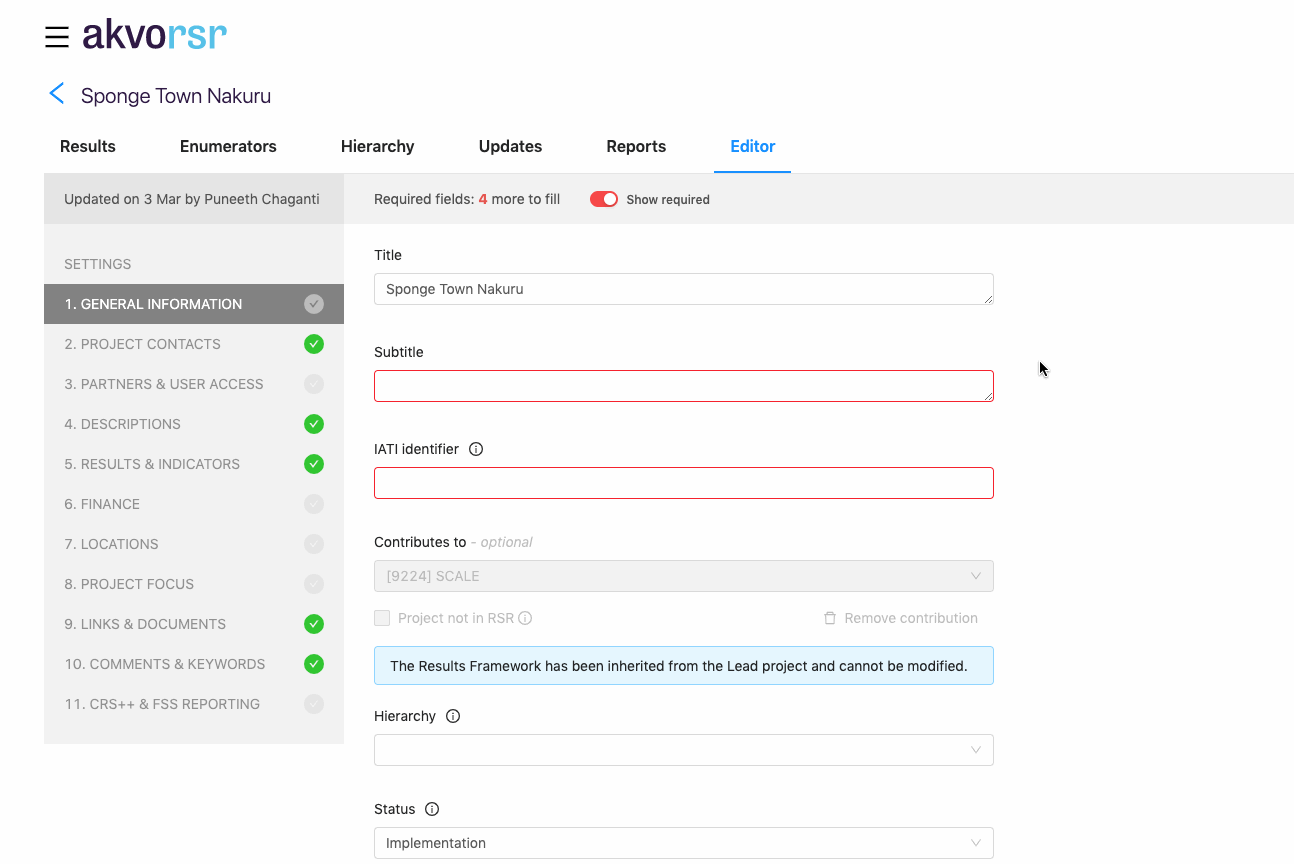 akvorsr
Sponge Town Nakuru
Results Enumerators Hierarchy Updates Reports Editor
Updated on 3 Mar by Puneeth Chaganti
Required fields: 4 more to fill Show required
SETTINGS
1. GENERAL INFORMATION
2. PROJECT CONTACTS
3. PARTNERS & USER ACCESS
4. DESCRIPTIONS
5. RESULTS & INDICATORS
6. FINANCE
7. LOCATIONS
8. PROJECT FOCUS
9. LINKS & DOCUMENTS
10. COMMENTS & KEYWORDS
11. CRS++ & FSS REPORTING
Title
Sponge Town Nakuru
Subtitle
IATI identifier
Contributes to - optional
[9224] SCALE
Project not in RSR Remove contribution
The Results Framework has been inherited from the Lead project and cannot be modified.
Hierarchy
Status
Implementation